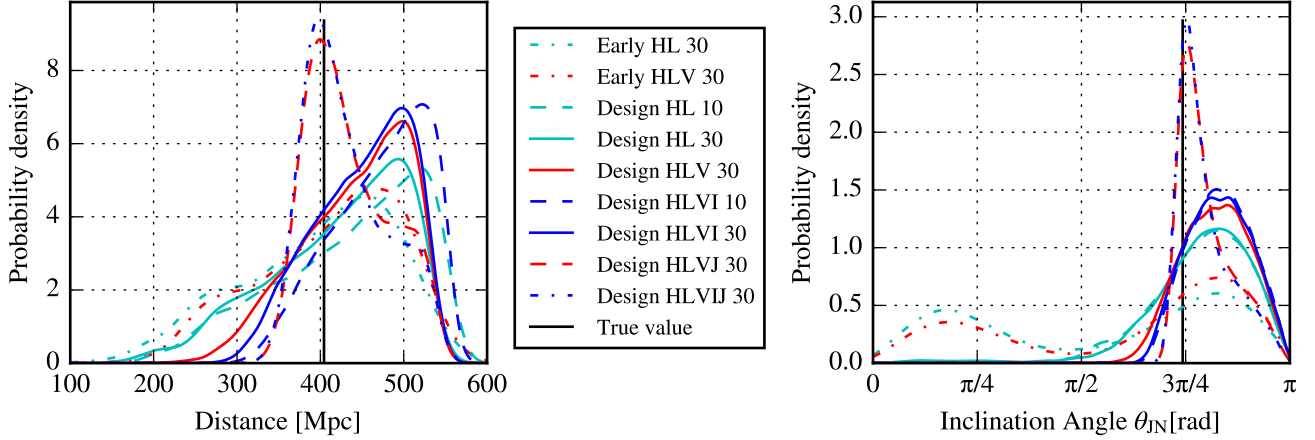 Probability density
8
6
4
2
0
100 200 300 400 500 600
Distance [Mpc]
Early HL 30
Early HLV 30
Design HL 10
Design HL 30
Design HLV 30
Design HLVI 10
Design HLVI 30
Design HLVJ 30
Design HLVIJ 30
True value
Probability density
3.0
2.5
2.0
1.5
1.0
0.5
0.0
0 π/4 π/2 3π/4 π
Inclination Angle θJN[rad]